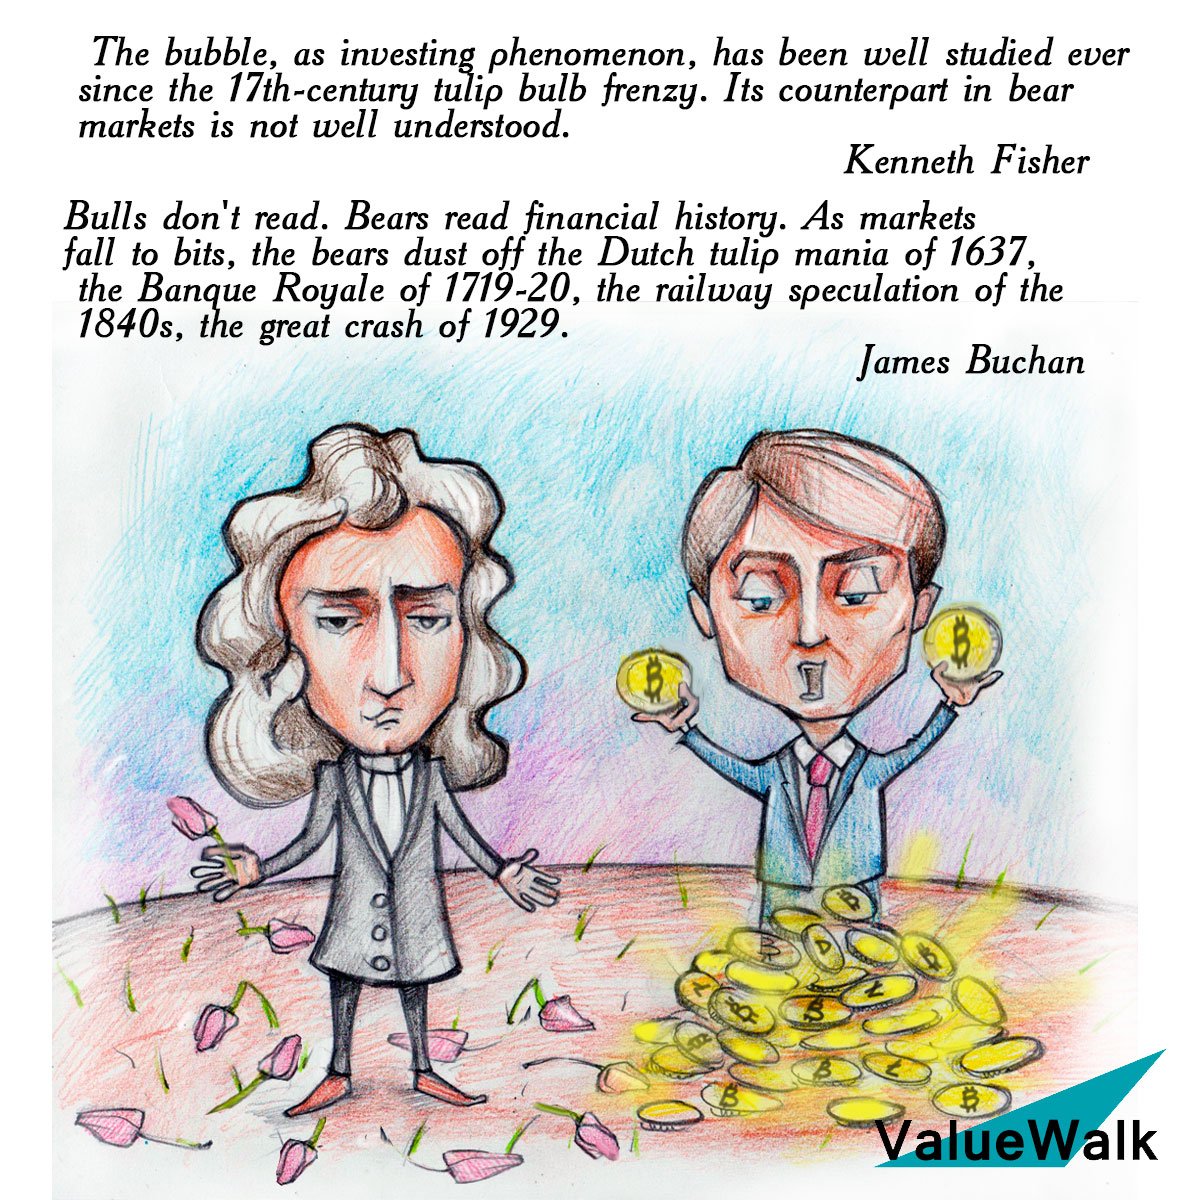 The bubble, as investing phenomenon, has been well studied ever
since the 17th-century tulip bulb frenzy. Its counterpart in bear
markets is not well understood.
Kenneth Fisher
Bulls don't read. Bears read financial history. As markets
fall to bits, the bears dust off the Dutch tulip mania of 1637,
the Banque Royale of 1719-20, the railway speculation of the
1840s, the great crash of 1929.
James Buchan
ValueWalk